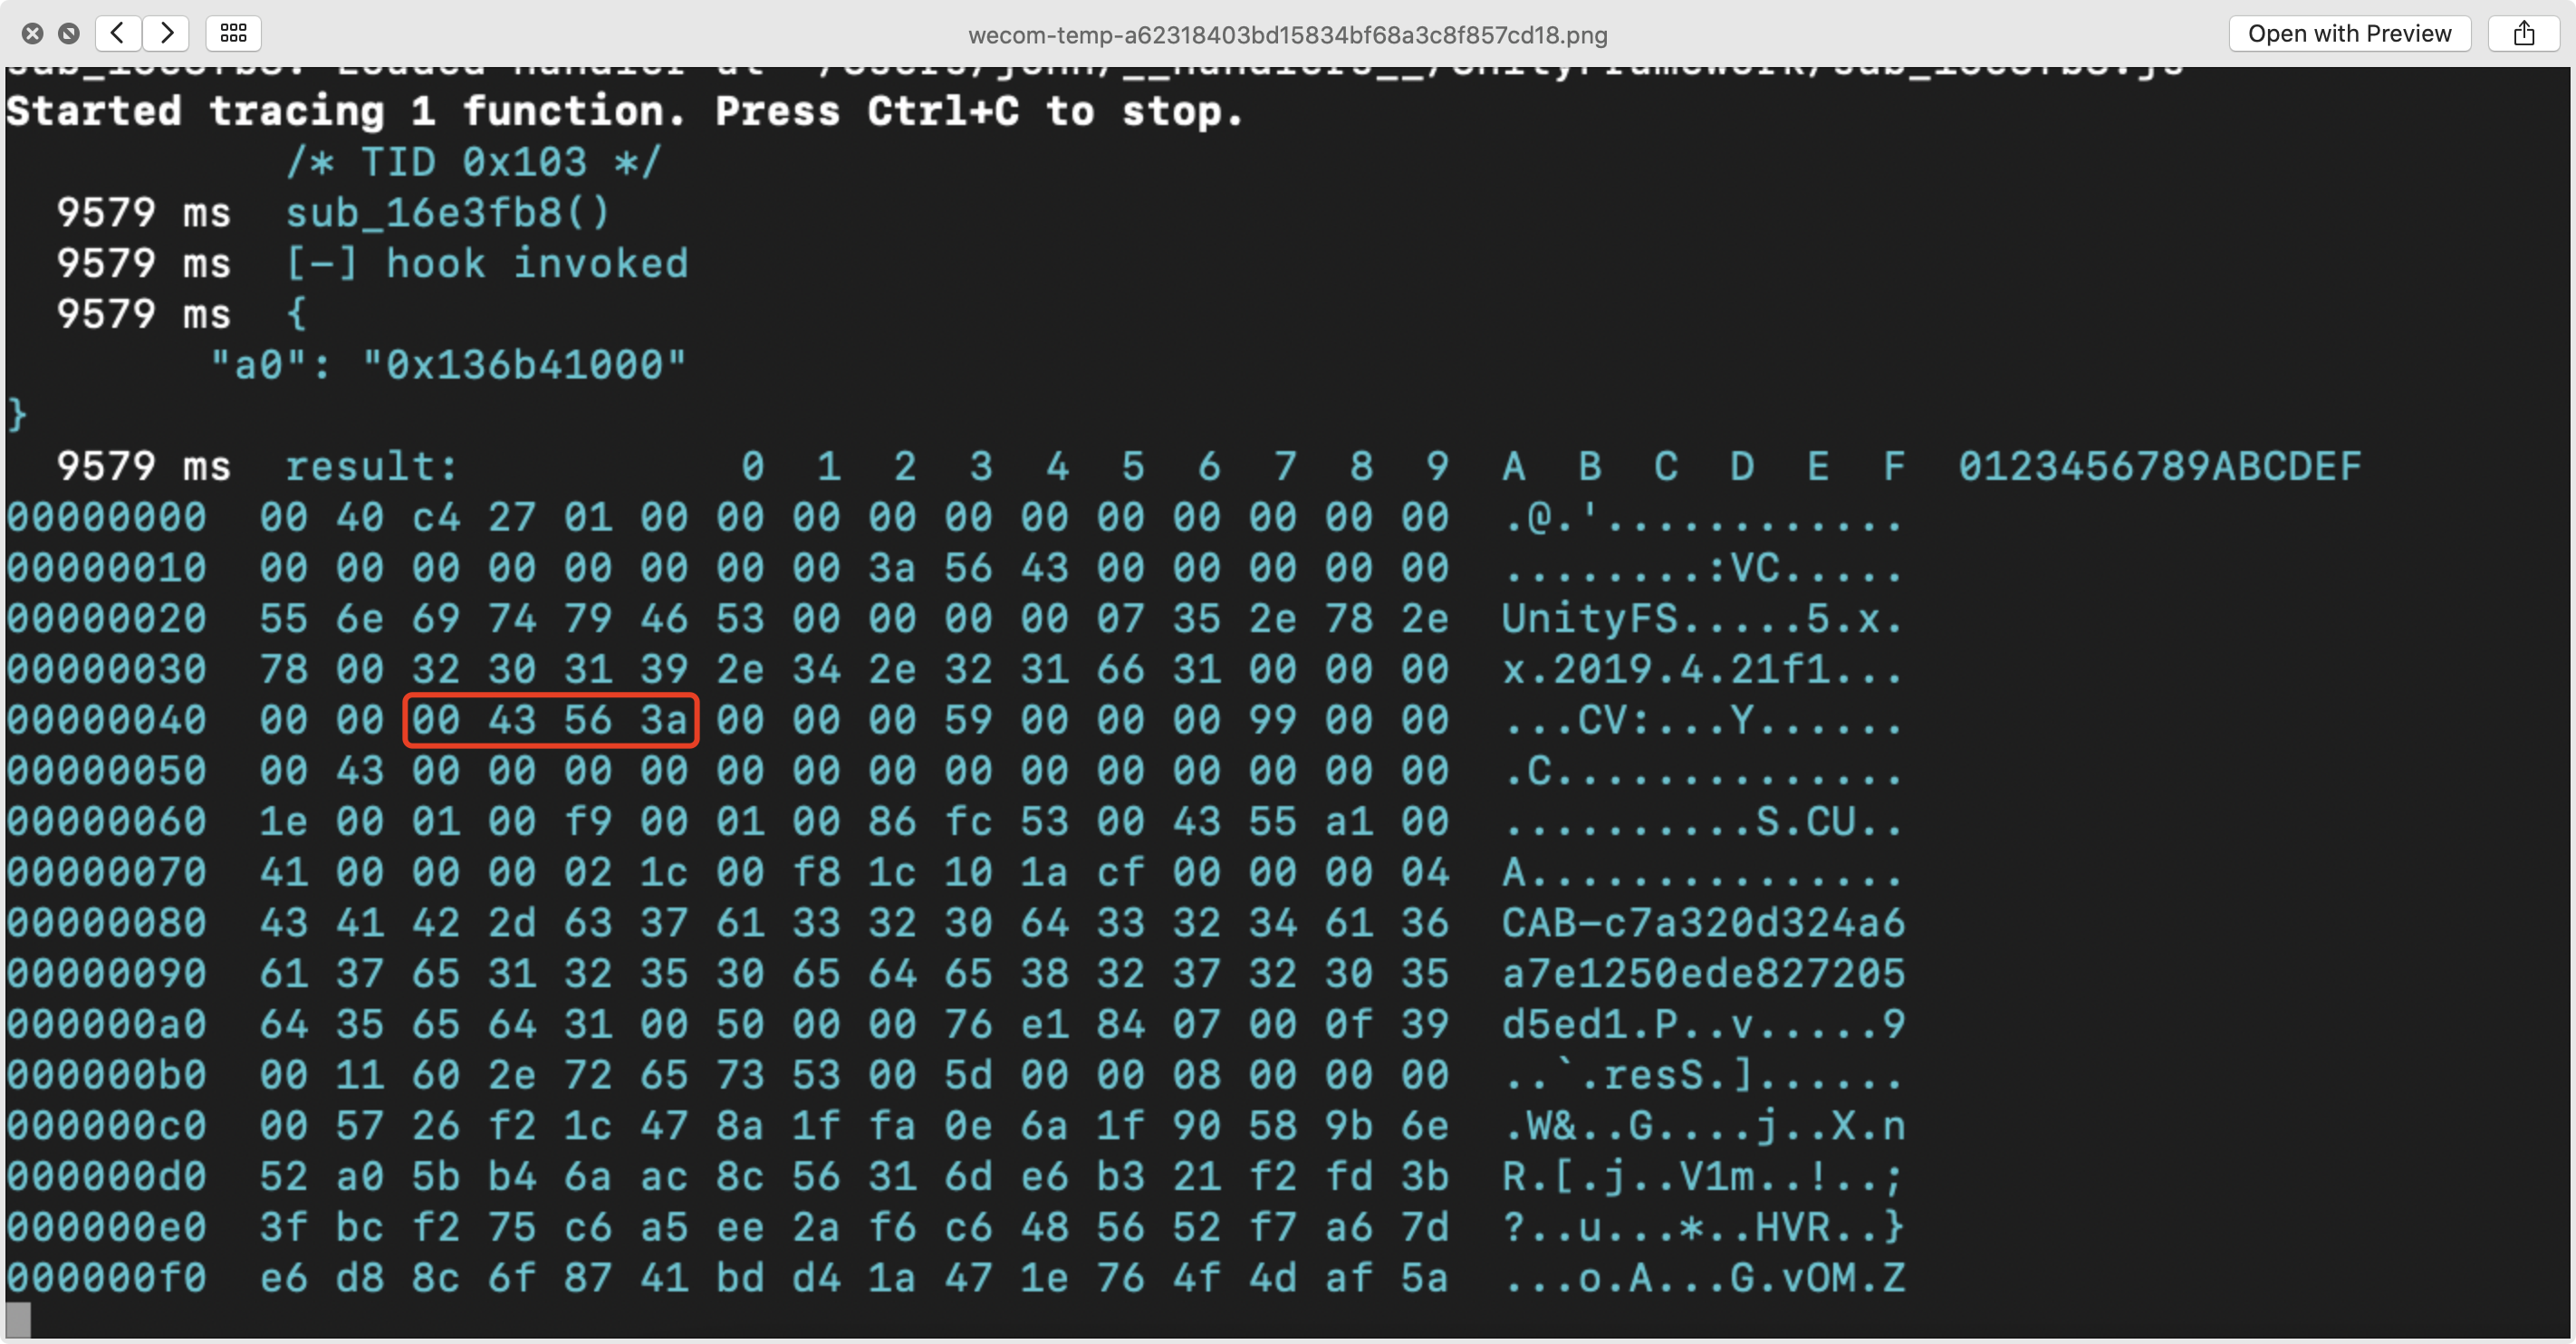 wecom-temp-a62318403bd15834bf68a3c8f857cd18.png
Open with Preview
sub_16e3fb8: Loaded handler at "/Users/john/__handlers__/UnityFramework/sub_16e3fb8.js"
Started tracing 1 function. Press Ctrl+C to stop.
/* TID 0x103 */
9579 ms  sub_16e3fb8()
9579 ms  [-] hook invoked
9579 ms  {
"a0": "0x136b41000"
}
9579 ms  result:  0  1  2  3  4  5  6  7  8  9  A  B  C  D  E  F  0123456789ABCDEF
00000000  00 40 c4 27 01 00 00 00 00 00 00 00 00 00 00 00  .@.'............
00000010  00 00 00 00 00 00 00 00 3a 56 43 00 00 00 00 00  ........:VC.....
00000020  55 6e 69 74 79 46 53 00 00 00 00 07 35 2e 78 2e  UnityFS.....5.x.
00000030  78 00 32 30 31 39 2e 34 2e 32 31 66 31 00 00 00  x.2019.4.21f1...
00000040  00 00 00 43 56 3a 00 00 00 59 00 00 00 99 00 00  ...CV:...Y......
00000050  00 43 00 00 00 00 00 00 00 00 00 00 00 00 00 00  .C..............
00000060  1e 00 01 00 f9 00 01 00 86 fc 53 00 43 55 a1 00  ..........S.CU..
00000070  41 00 00 00 02 1c 00 f8 1c 10 1a cf 00 00 00 04  A...............
00000080  43 41 42 2d 63 37 61 33 32 30 64 33 32 34 61 36  CAB-c7a320d324a6
00000090  61 37 65 31 32 35 30 65 64 65 38 32 37 32 30 35  a7e1250ede827205
000000a0  64 35 65 64 31 00 50 00 00 76 e1 84 07 00 0f 39  d5ed1.P..v.....9
000000b0  00 11 60 2e 72 65 73 53 00 5d 00 00 08 00 00 00  ..`.resS.]......
000000c0  00 57 26 f2 1c 47 8a 1f fa 0e 6a 1f 90 58 9b 6e  .W&..G....j..X.n
000000d0  52 a0 5b b4 6a ac 8c 56 31 6d e6 b3 21 f2 fd 3b  R.[.j..V1m..!..;
000000e0  3f bc f2 75 c6 a5 ee 2a f6 c6 48 56 52 f7 a6 7d  ?..u...*..HVR..}
000000f0  e6 d8 8c 6f 87 41 bd d4 1a 47 1e 76 4f 4d af 5a  ...o.A...G.vOM.Z